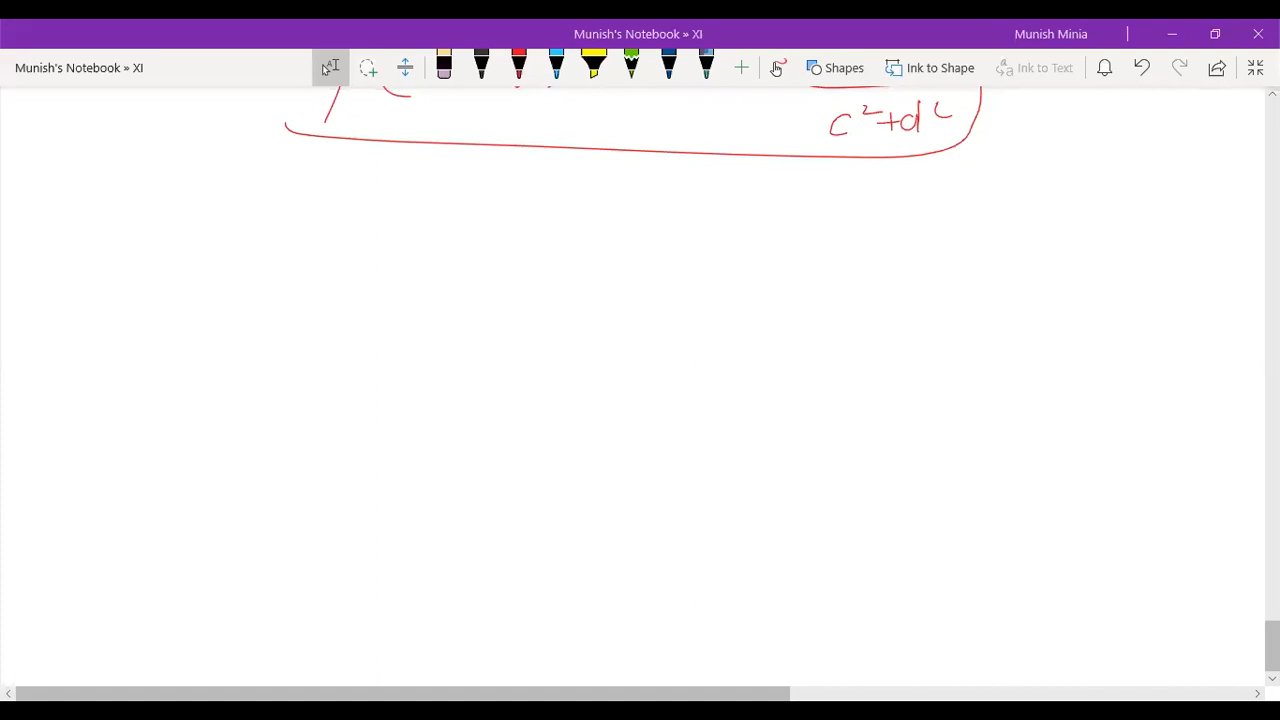 Munish's Notebook » XI
Munish Minia
Munish's Notebook » XI
Shapes
Ink to Shape
Ink to Text
c²+d²